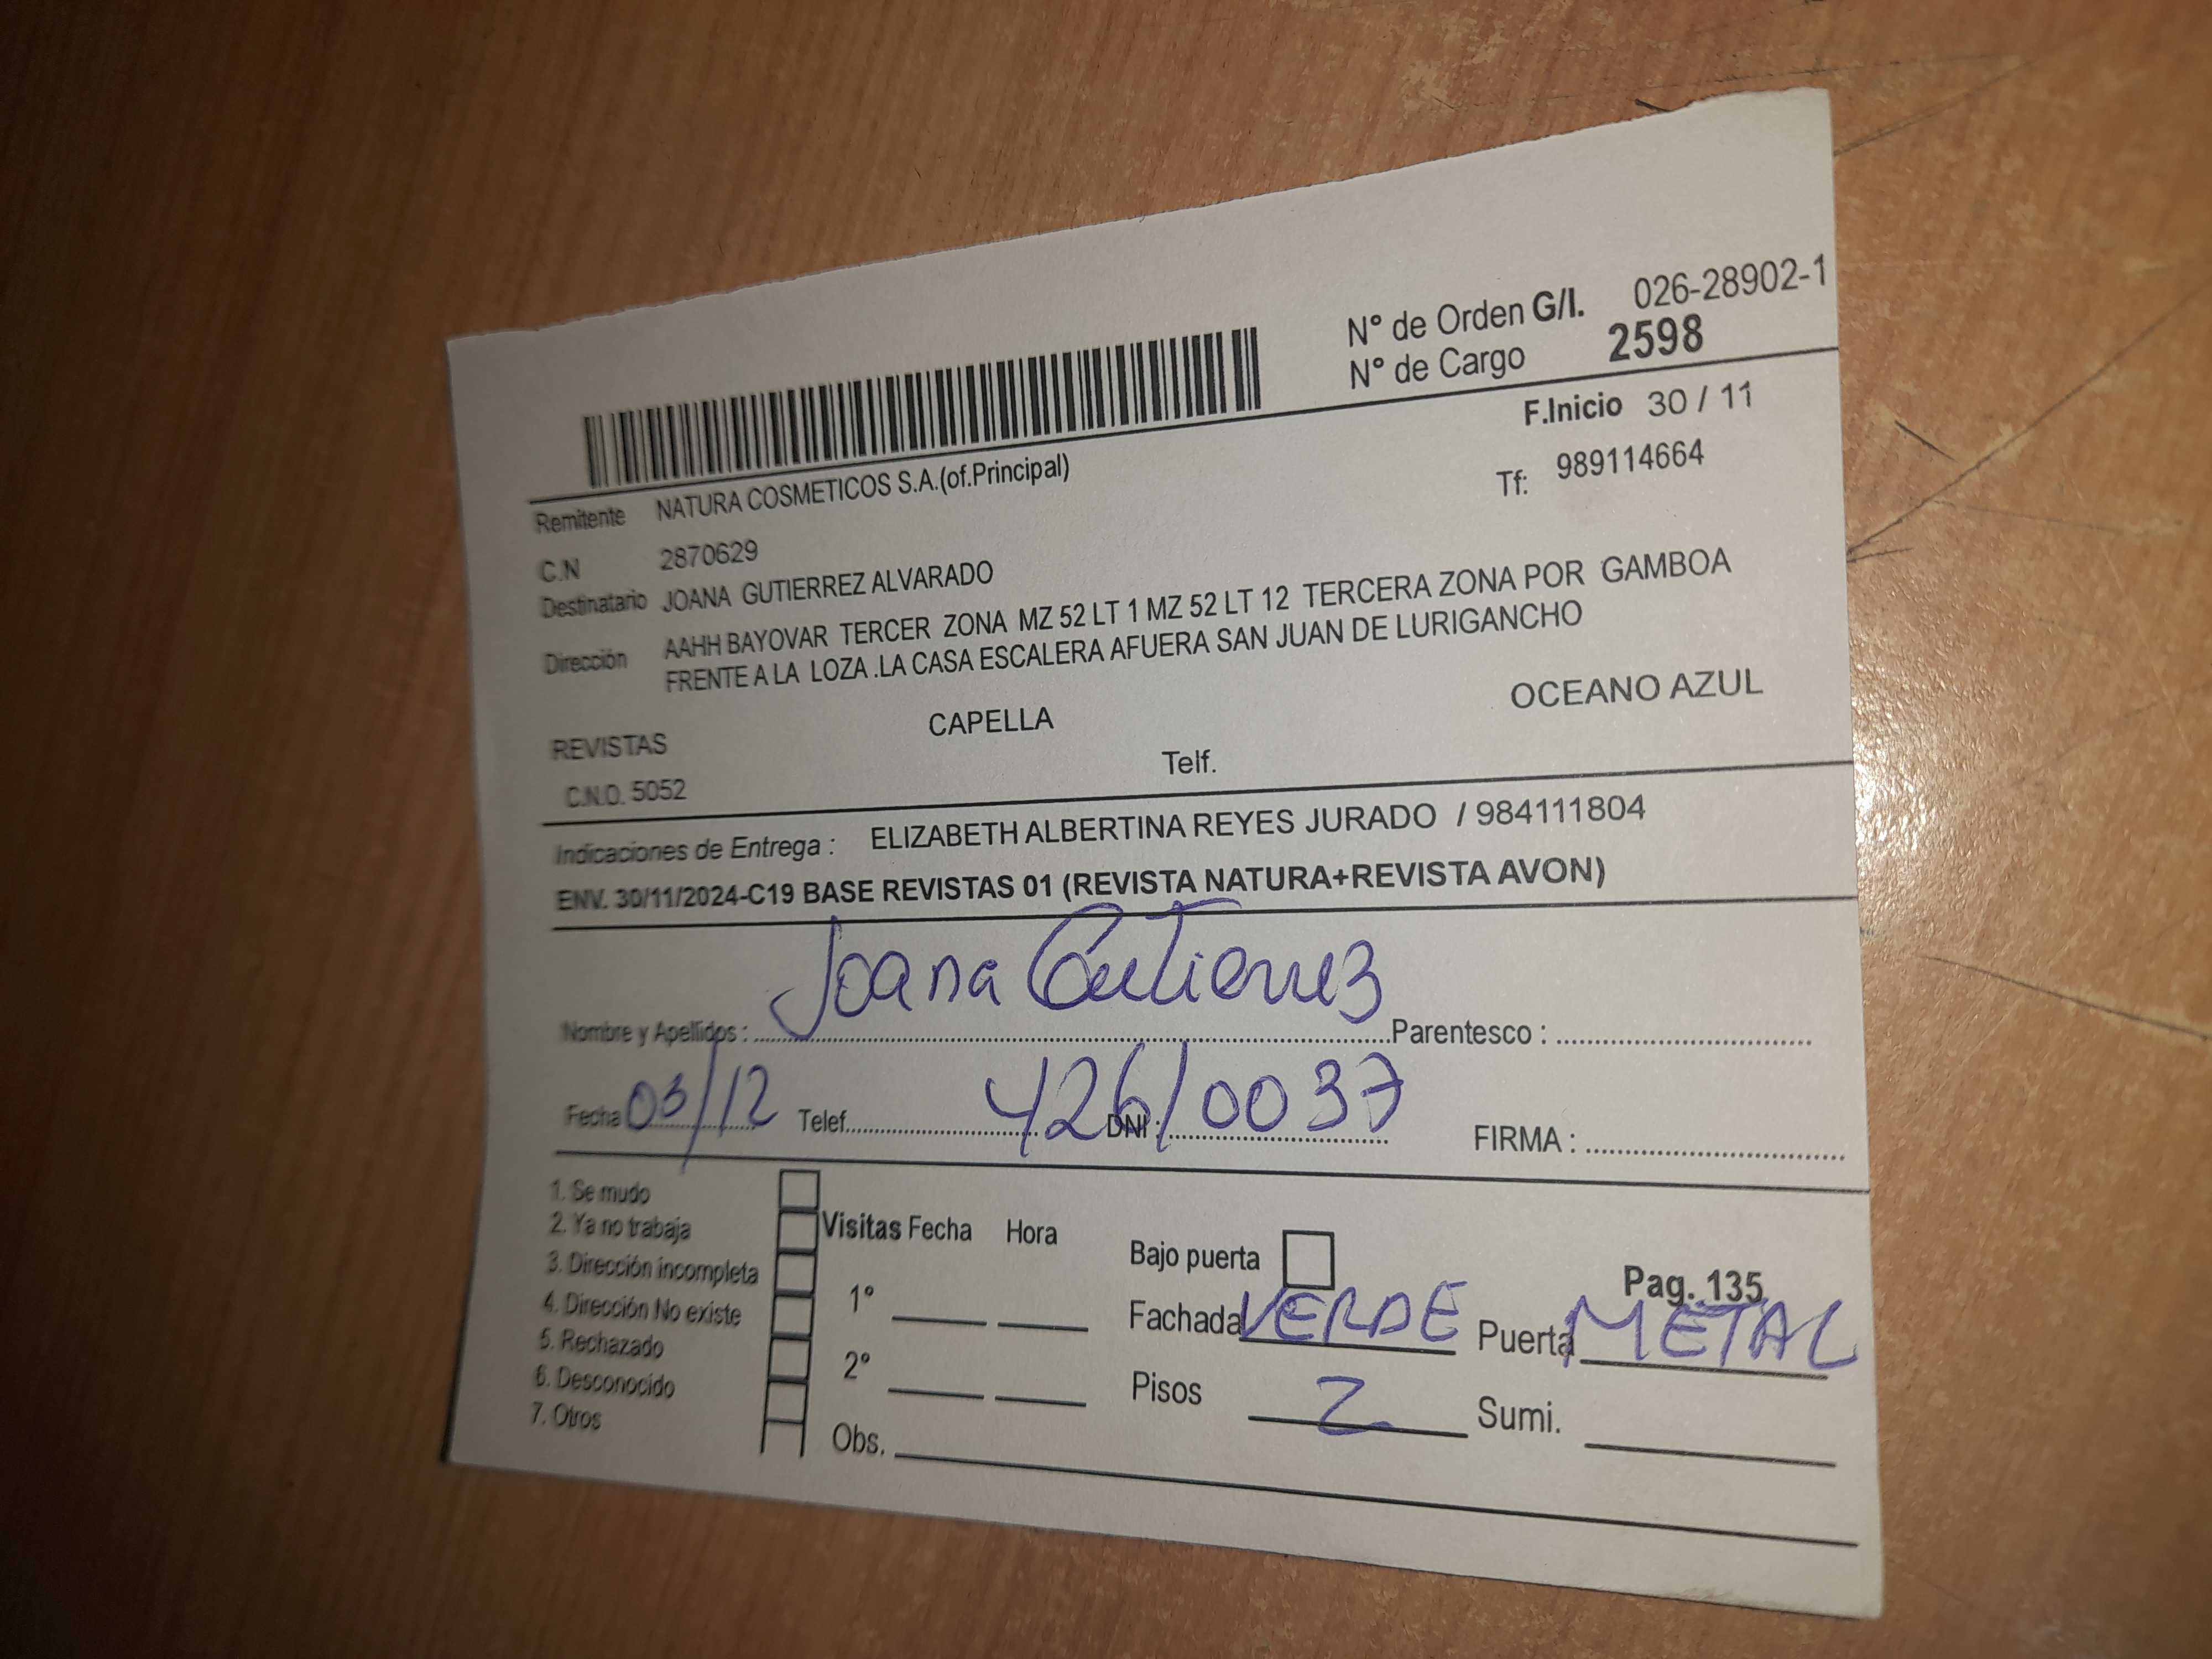 N° de Orden G/I. 026-28902-1
N° de Cargo 2598
F.Inicio 30 / 11
Remitente NATURA COSMETICOS S.A.(of.Principal)
Tf: 989114664
C.N 2870629
Destinatario JOANA GUTIERREZ ALVARADO
Dirección AAHH BAYOVAR TERCER ZONA MZ 52 LT 1 MZ 52 LT 12 TERCERA ZONA POR GAMBOA
FRENTE A LA LOZA .LA CASA ESCALERA AFUERA SAN JUAN DE LURIGANCHO
REVISTAS CAPELLA OCEANO AZUL
C.N.O. 5052 Telf.
Indicaciones de Entrega : ELIZABETH ALBERTINA REYES JURADO / 984111804
ENV. 30/11/2024-C19 BASE REVISTAS 01 (REVISTA NATURA+REVISTA AVON)
Nombre y Apellidos : Joana Gutierrez Parentesco :
Fecha 03/12 Telef. DNI : 42610037 FIRMA :
1. Se mudo
2. Ya no trabaja
3. Dirección incompleta
4. Dirección No existe
5. Rechazado
6. Desconocido
7. Otros
Visitas Fecha Hora
1°
2°
Obs.
Bajo puerta
Pag. 135
Fachada VERDE Puerta METAL
Pisos 2 Sumi.